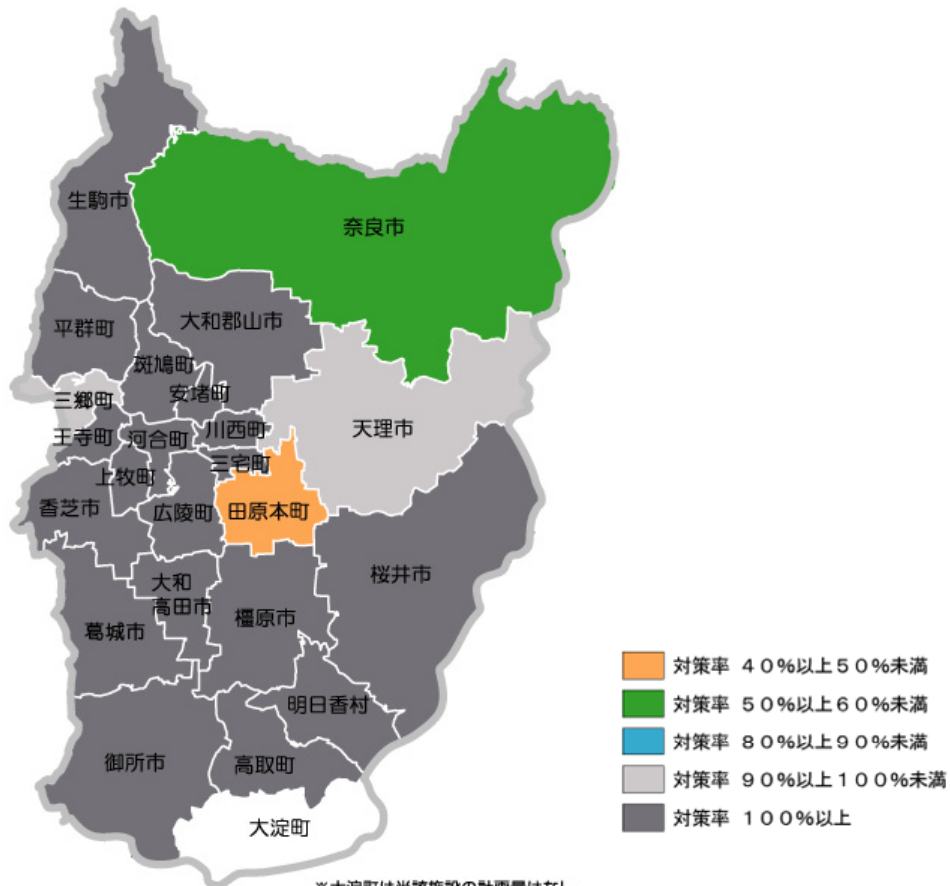 生駒市
奈良市
平群町
大和郡山市
斑鳩町
安堵町
三郷町
王寺町
河合町
川西町
天理市
三宅町
上牧町
香芝市
広陵町
田原本町
桜井市
大和
高田市
橿原市
葛城市
明日香村
御所市
高取町
大淀町
対策率 ４０％以上５０％未満
対策率 ５０％以上６０％未満
対策率 ８０％以上９０％未満
対策率 ９０％以上１００％未満
対策率 １００％以上